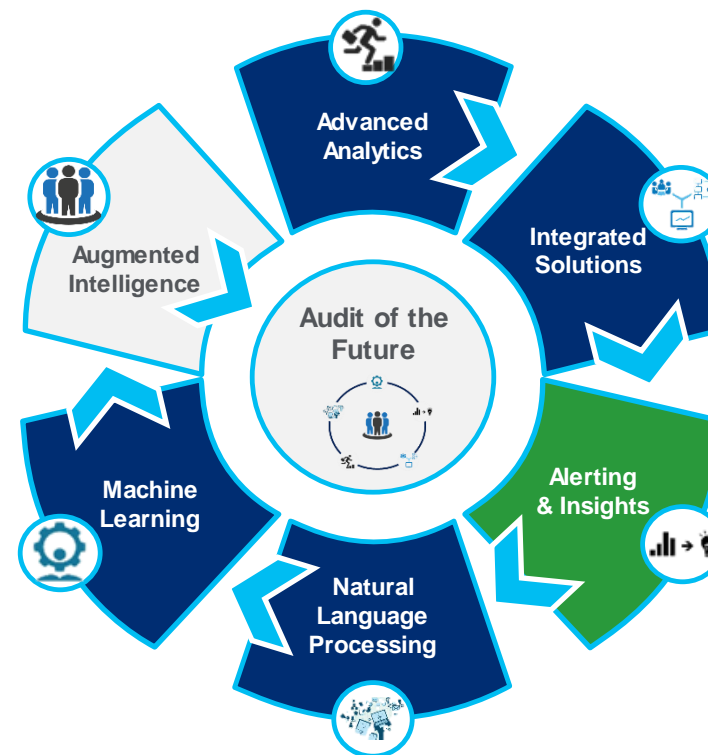 Advanced
Analytics
Integrated
Solutions
Augmented
Intelligence
Audit of the
Future
Alerting
& Insights
Machine
Learning
Natural
Language
Processing